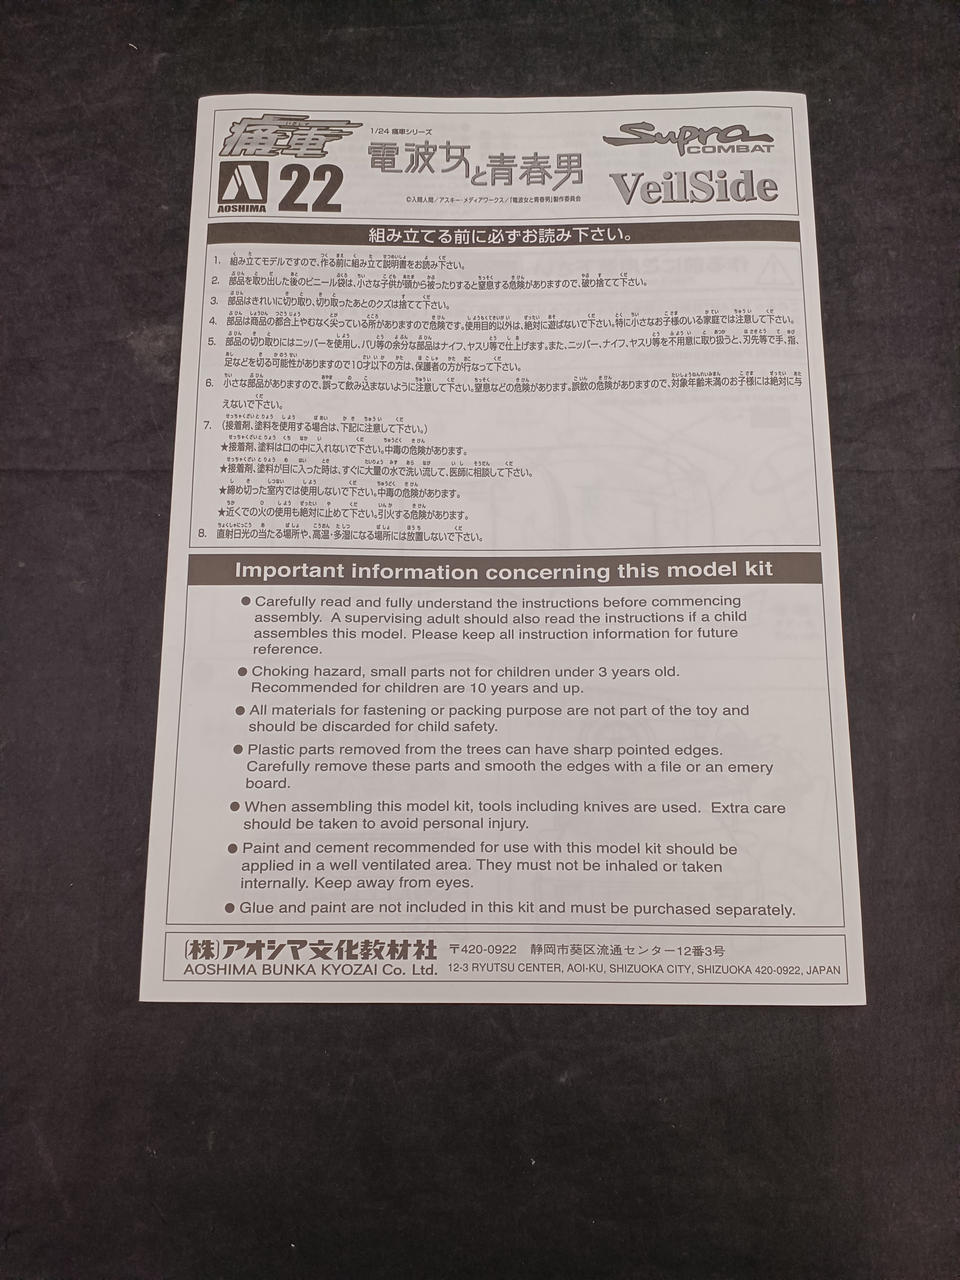 痛車
1/24 痛車シリーズ
電波女と青春男
Supra
COMBAT
VeilSide
AOSHIMA
22
©入間人間/アスキー・メディアワークス/「電波女と青春男」製作委員会
組み立てる前に必ずお読み下さい。
1. 組み立てモデルですので、作る前に組み立て説明書をお読み下さい。
2. 部品を取り出した後のビニール袋は、小さな子供が頭から被ったりすると窒息する危険がありますので、破り捨てて下さい。
3. 部品はきれいに切り取り、切り取ったあとのクズは捨てて下さい。
4. 部品は商品の都合上やむなく尖っている所がありますので危険です。使用目的以外は、絶対に遊ばないで下さい。特に小さなお子様のいる家庭では注意して下さい。
5. 部品の切り取りにはニッパーを使用し、バリ等の余分な部品はナイフ、ヤスリ等で仕上げます。また、ニッパー、ナイフ、ヤスリ等を不用意に取り扱うと、刃先等で手、指、
足などを切る可能性がありますので10才以下の方は、保護者の方が行なって下さい。
6. 小さな部品がありますので、誤って飲み込まないように注意して下さい。窒息などの危険があります。誤飲の危険がありますので、対象年齢未満のお子様には絶対に与
えないで下さい。
7. (接着剤、塗料を使用する場合は、下記に注意して下さい。)
★接着剤、塗料は口の中に入れないで下さい。中毒の危険があります。
★接着剤、塗料が目に入った時は、すぐに大量の水で洗い流して、医師に相談して下さい。
★締め切った室内では使用しないで下さい。中毒の危険があります。
★近くでの火の使用も絶対に止めて下さい。引火する危険があります。
8. 直射日光の当たる場所や、高温・多湿になる場所には放置しないで下さい。
Important information concerning this model kit
● Carefully read and fully understand the instructions before commencing
assembly. A supervising adult should also read the instructions if a child
assembles this model. Please keep all instruction information for future
reference.
● Choking hazard, small parts not for children under 3 years old.
Recommended for children are 10 years and up.
● All materials for fastening or packing purpose are not part of the toy and
should be discarded for child safety.
● Plastic parts removed from the trees can have sharp pointed edges.
Carefully remove these parts and smooth the edges with a file or an emery
board.
● When assembling this model kit, tools including knives are used. Extra care
should be taken to avoid personal injury.
● Paint and cement recommended for use with this model kit should be
applied in a well ventilated area. They must not be inhaled or taken
internally. Keep away from eyes.
● Glue and paint are not included in this kit and must be purchased separately.
(株)アオシマ文化教材社 〒420-0922 静岡市葵区流通センター12番3号
AOSHIMA BUNKA KYOZAI Co. Ltd. 12-3 RYUTSU CENTER, AOI-KU, SHIZUOKA CITY, SHIZUOKA 420-0922, JAPAN